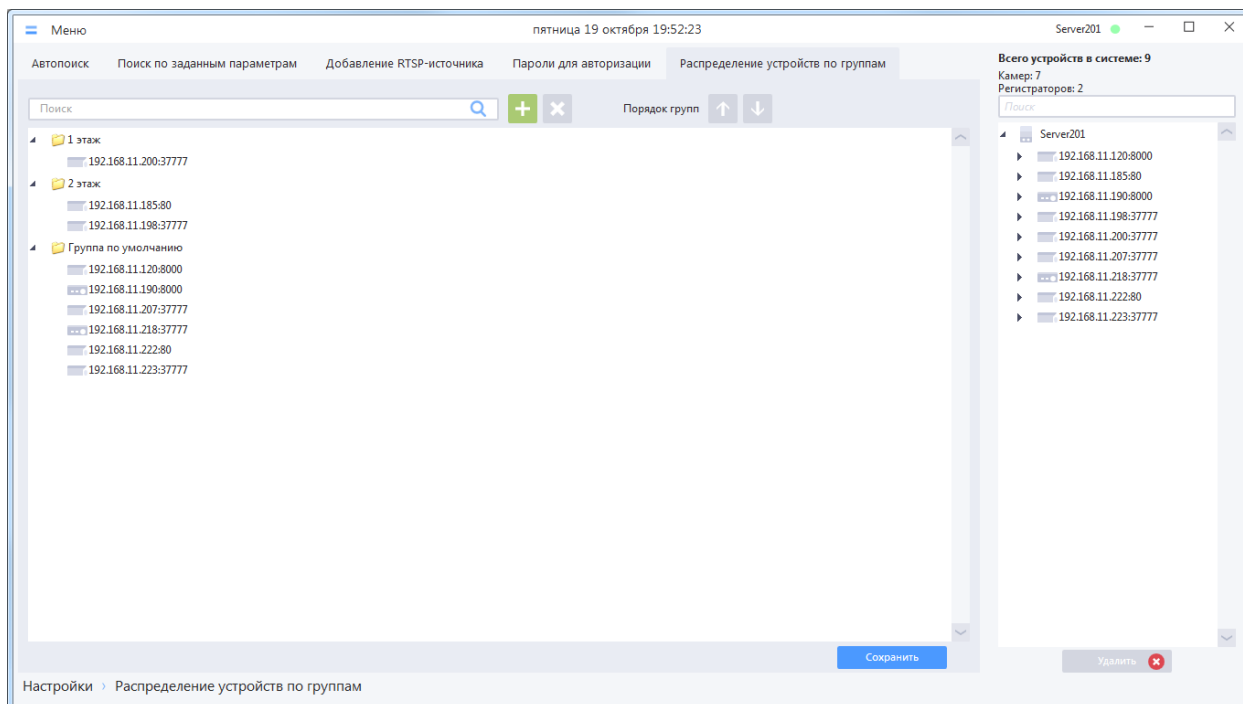 Меню
пятница 19 октября 19:52:23
Server201
Автопоиск
Поиск по заданным параметрам
Добавление RTSP-источника
Пароли для авторизации
Распределение устройств по группам
Поиск
Порядок групп
1 этаж
192.168.11.200:37777
2 этаж
192.168.11.185:80
192.168.11.198:37777
Группа по умолчанию
192.168.11.120:8000
192.168.11.190:8000
192.168.11.207:37777
192.168.11.218:37777
192.168.11.222:80
192.168.11.223:37777
Сохранить
Всего устройств в системе: 9
Камер: 7
Регистраторов: 2
Поиск
Server201
192.168.11.120:8000
192.168.11.185:80
192.168.11.190:8000
192.168.11.198:37777
192.168.11.200:37777
192.168.11.207:37777
192.168.11.218:37777
192.168.11.222:80
192.168.11.223:37777
Удалить
Настройки › Распределение устройств по группам